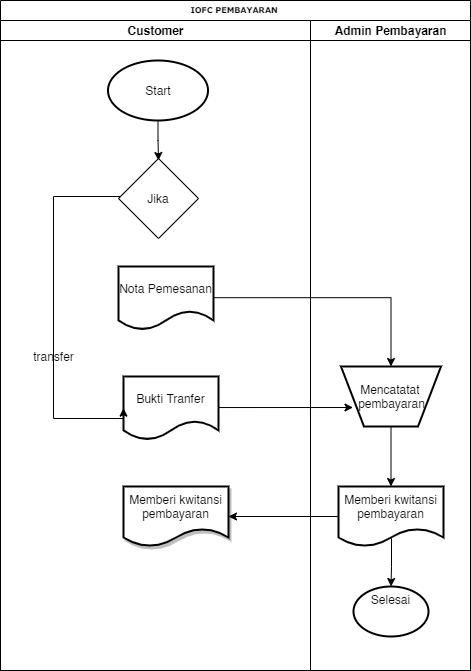 IOFC PEMBAYARAN
Customer
Admin Pembayaran
Start
Jika
Nota Pemesanan
transfer
Bukti Tranfer
Mencatatat
pembayaran
Memberi kwitansi
pembayaran
Memberi kwitansi
pembayaran
Selesai